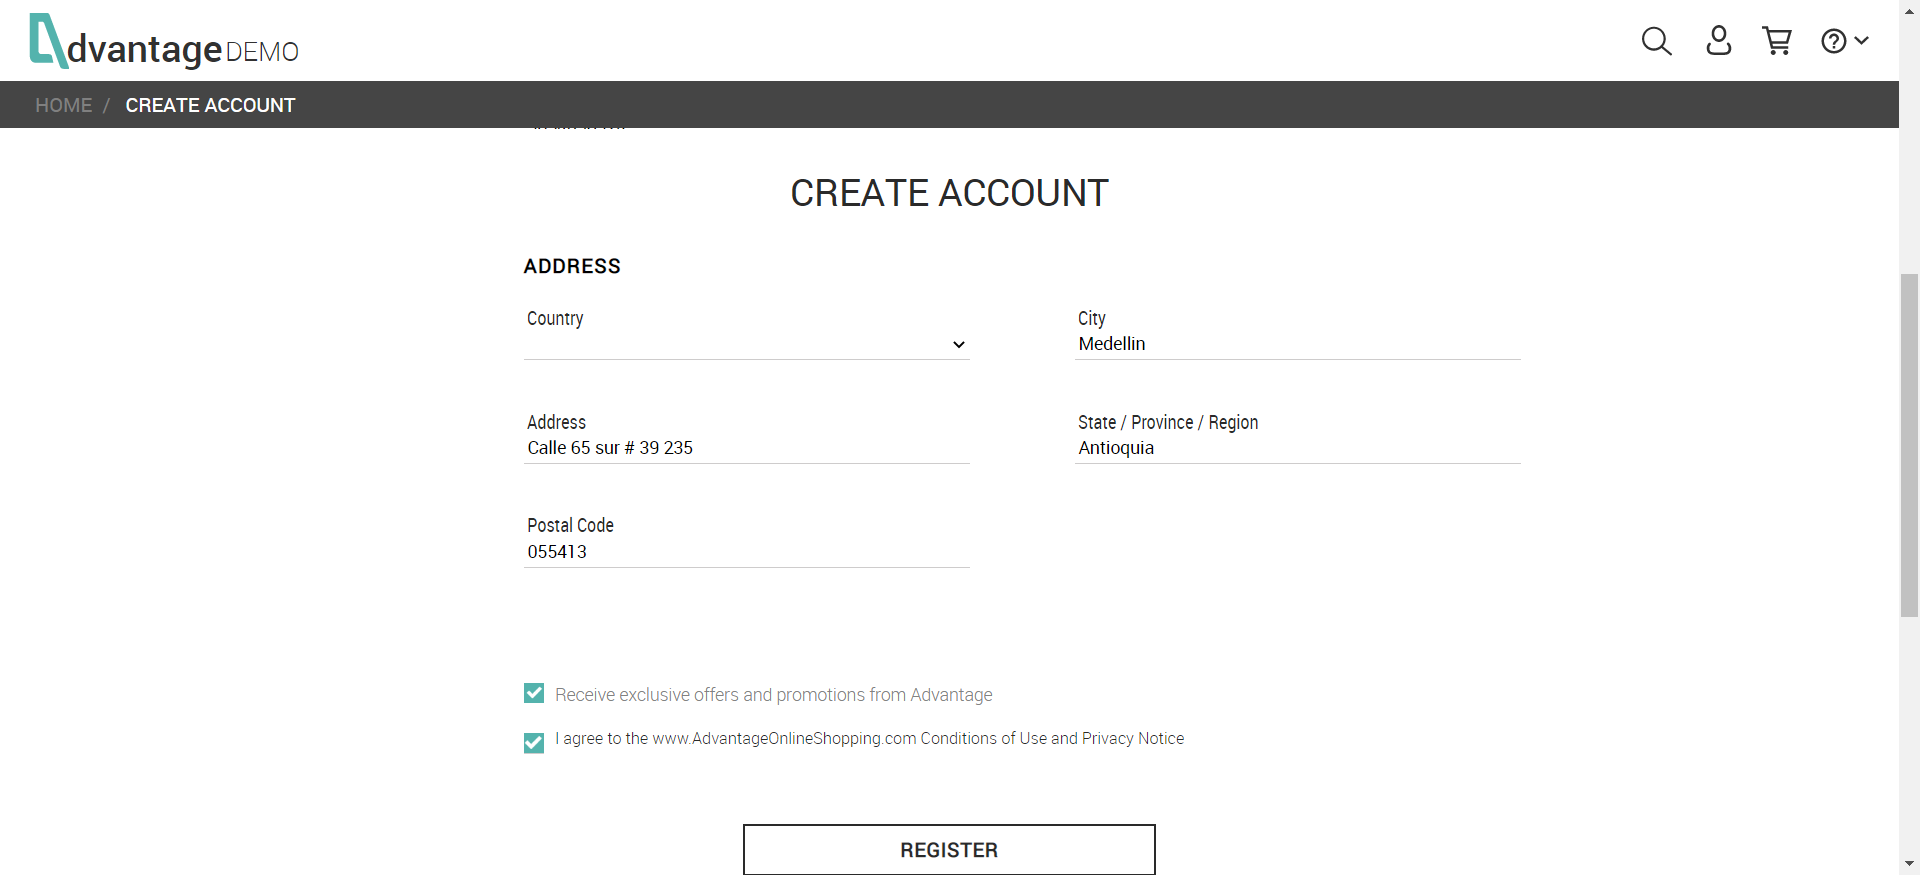 dvantage DEMO
HOME / CREATE ACCOUNT
CREATE ACCOUNT
ADDRESS
Country
City
Medellin
Address
Calle 65 sur # 39 235
State / Province / Region
Antioquia
Postal Code
055413
Receive exclusive offers and promotions from Advantage
I agree to the www.AdvantageOnlineShopping.com Conditions of Use and Privacy Notice
REGISTER